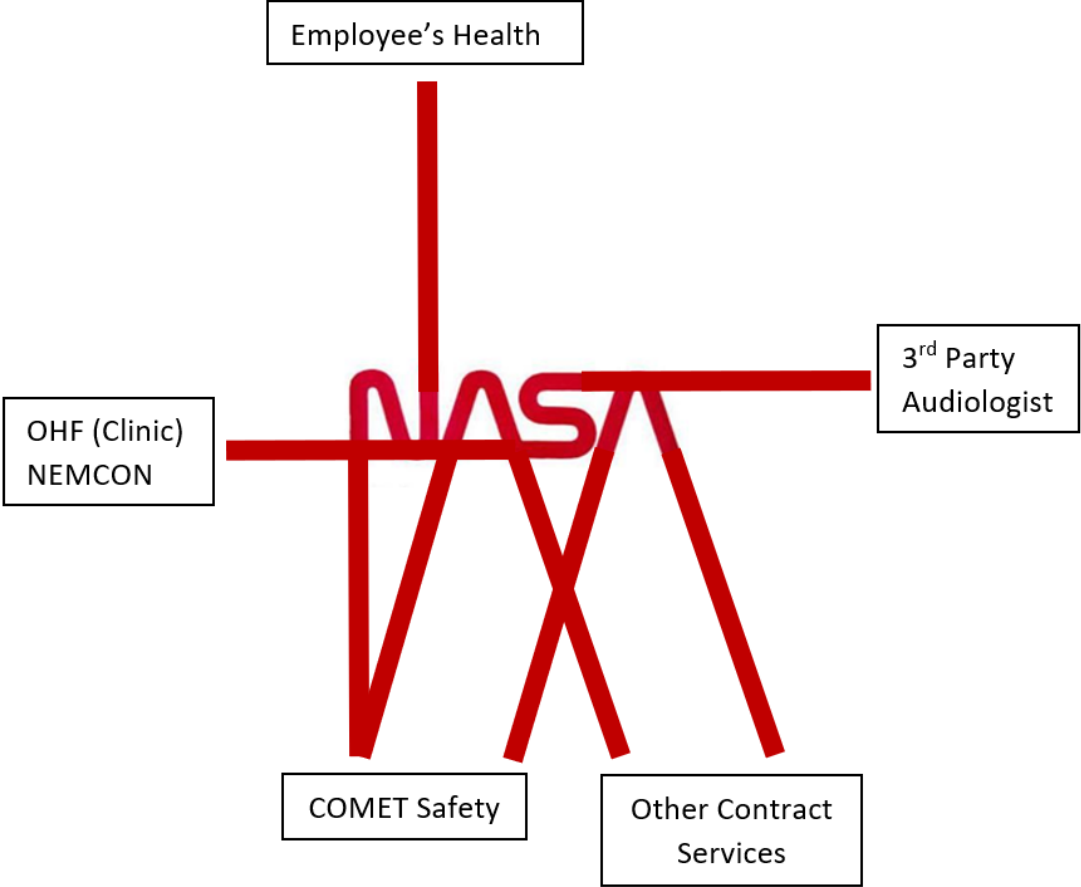 Employee’s Health
NASA
3rd Party
Audiologist
OHF (Clinic)
NEMCON
COMET Safety
Other Contract
Services